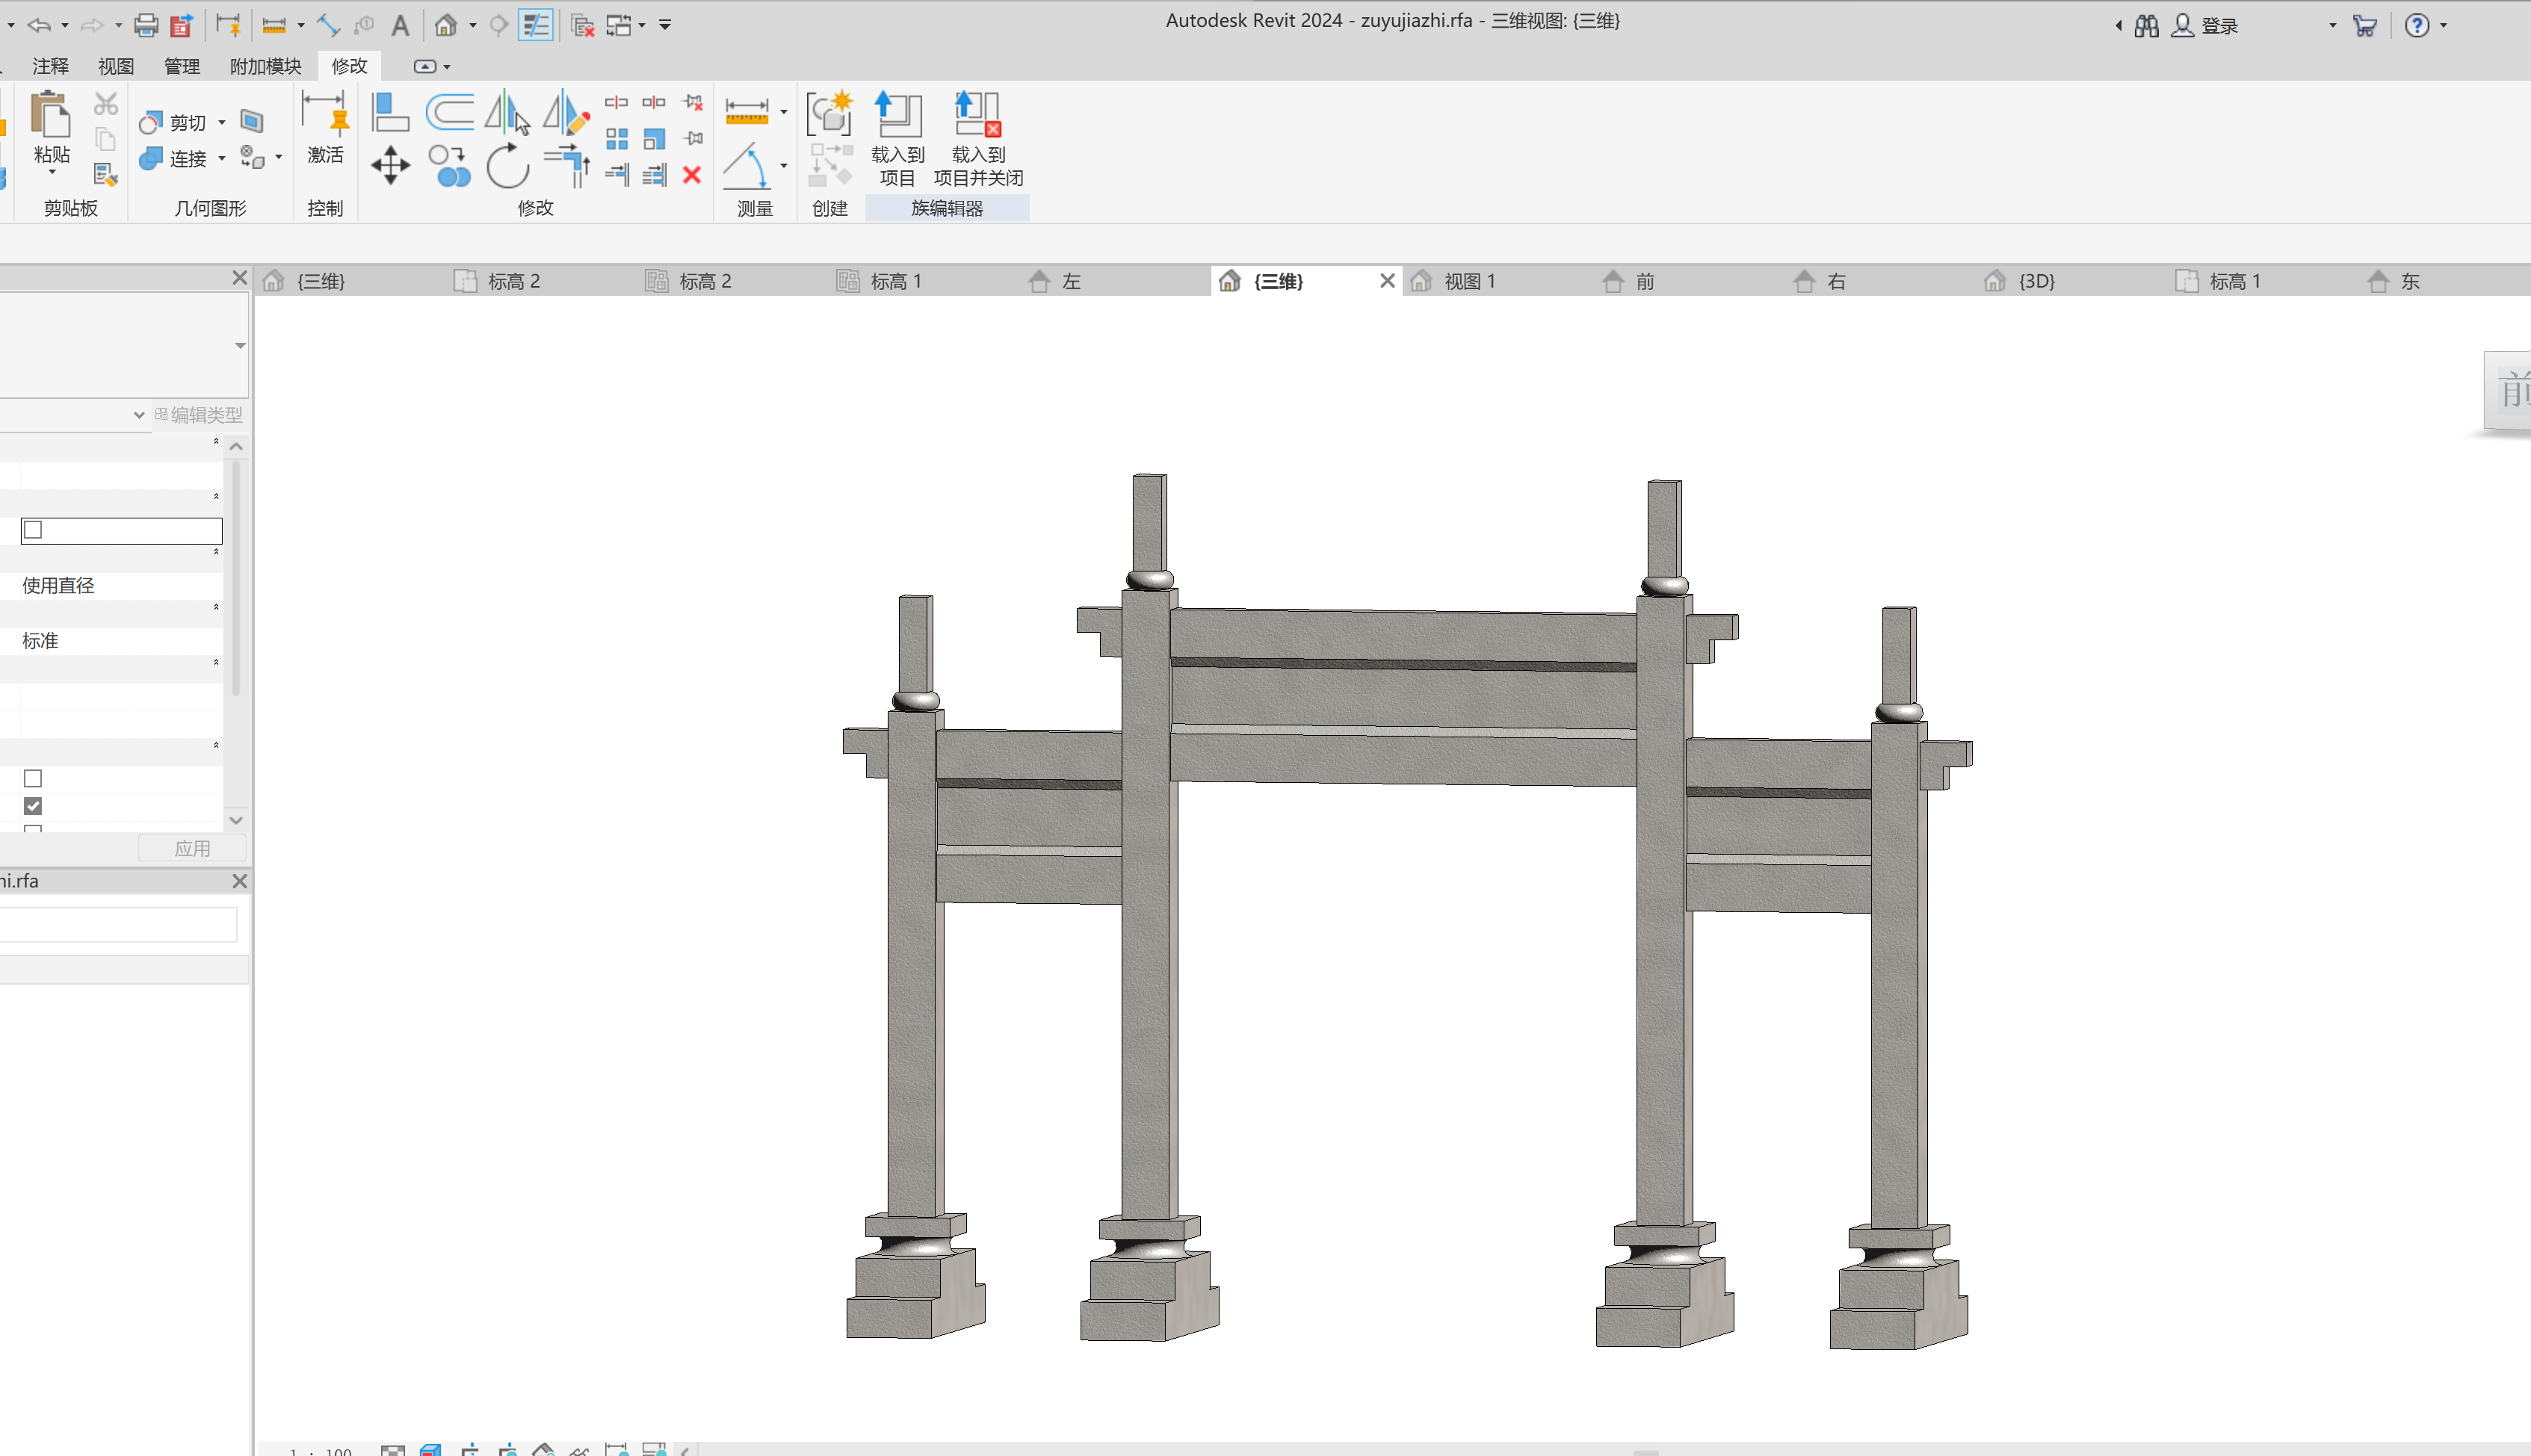 Autodesk Revit 2024 - zuyujiazhi.rfa - 三维视图: {三维}
登录
注释 视图 管理 附加模块 修改
粘贴
剪切
连接
激活
载入到
项目
载入到
项目并关闭
剪贴板 几何图形 控制 修改 测量 创建 族编辑器
{三维} 标高 2 标高 2 标高 1 左 {三维} 视图 1 前 右 {3D} 标高 1 东
前
编辑类型
使用直径
标准
应用
hi.rfa
1 : 100